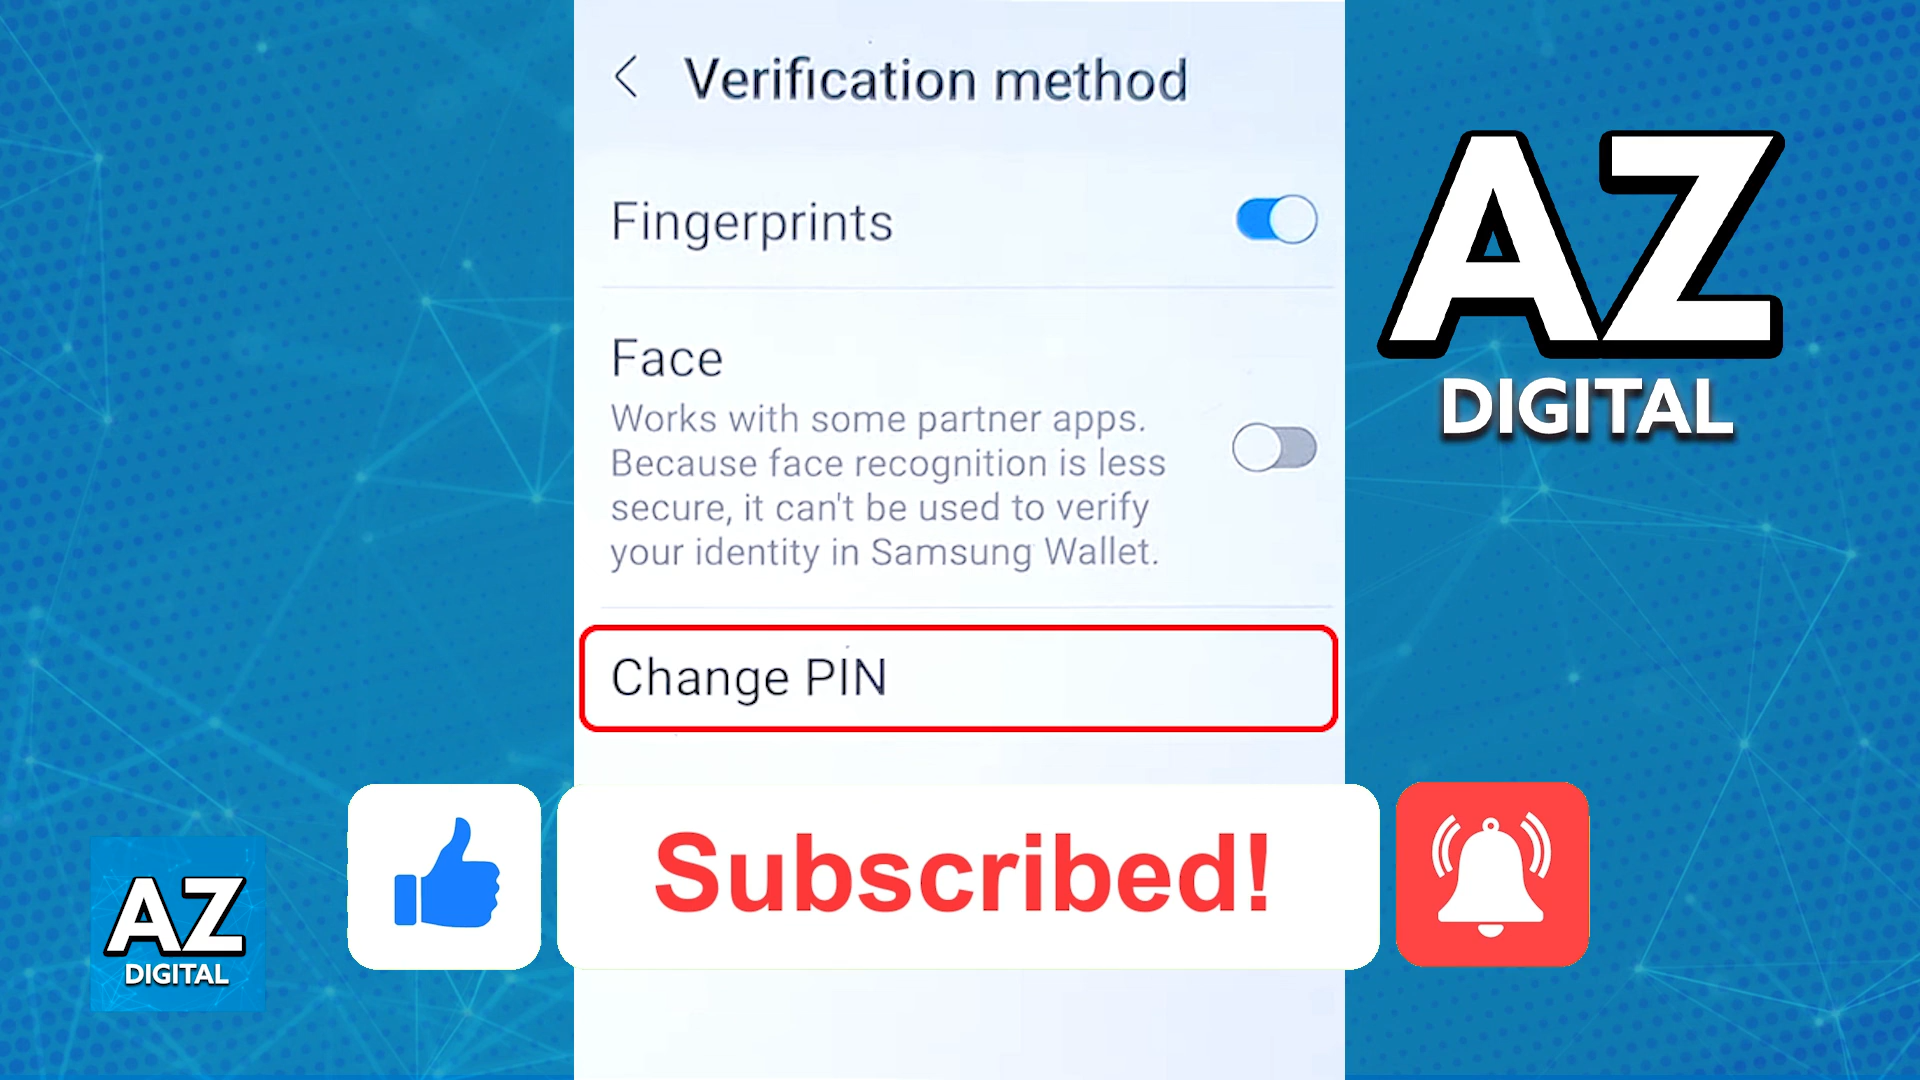 Verification method
Fingerprints
Face
Works with some partner apps.
Because face recognition is less
secure, it can't be used to verify
your identity in Samsung Wallet.
Change PIN
AZ
DIGITAL
Subscribed!
AZ
DIGITAL